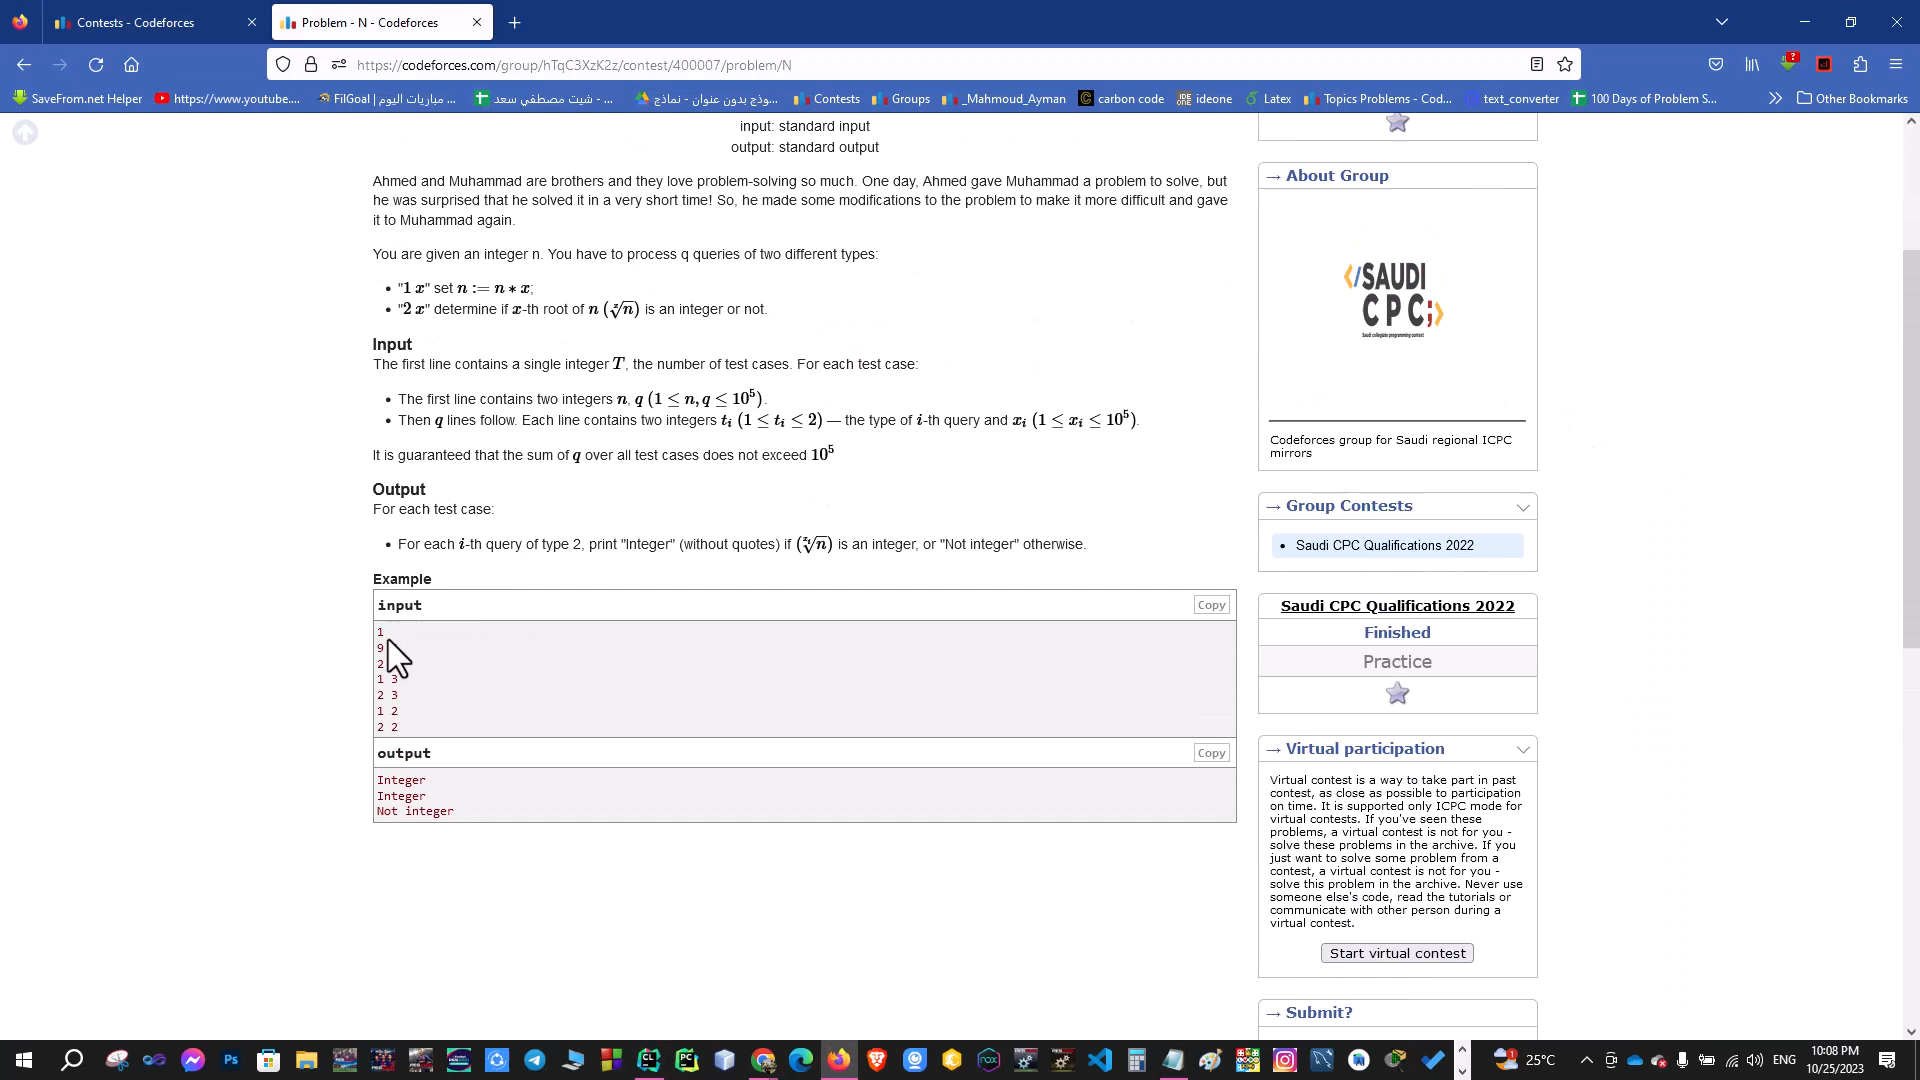 Contests - Codeforces
Problem - N - Codeforces
https://codeforces.com/group/hTqC3XzK2z/contest/400007/problem/N
SaveFrom.net Helper
https://www.youtube....
FilGoal | مباريات اليوم ...
شيت مصطفي سعد - ...
نموذج بدون عنوان - نماذج...
Contests
Groups
_Mahmoud_Ayman
carbon code
ideone
Latex
Topics Problems - Cod...
text_converter
100 Days of Problem S...
Other Bookmarks
input: standard input
output: standard output
Ahmed and Muhammad are brothers and they love problem-solving so much. One day, Ahmed gave Muhammad a problem to solve, but
he was surprised that he solved it in a very short time! So, he made some modifications to the problem to make it more difficult and gave
it to Muhammad again.
You are given an integer n. You have to process q queries of two different types:
"1 x" set n := n * x;
"2 x" determine if x-th root of n (ˣ√n) is an integer or not.
Input
The first line contains a single integer T, the number of test cases. For each test case:
The first line contains two integers n, q (1 ≤ n, q ≤ 10⁵).
Then q lines follow. Each line contains two integers tᵢ (1 ≤ tᵢ ≤ 2) — the type of i-th query and xᵢ (1 ≤ xᵢ ≤ 10⁵).
It is guaranteed that the sum of q over all test cases does not exceed 10⁵
Output
For each test case:
For each i-th query of type 2, print "Integer" (without quotes) if (ˣⁱ√n) is an integer, or "Not integer" otherwise.
Example
input
Copy
1
9
2
1 3
2 3
1 2
2 2
output
Copy
Integer
Integer
Not integer
→ About Group
</SAUDI
CPC;>
Saudi collegiate programming contest
Codeforces group for Saudi regional ICPC
mirrors
→ Group Contests
Saudi CPC Qualifications 2022
Saudi CPC Qualifications 2022
Finished
Practice
→ Virtual participation
Virtual contest is a way to take part in past
contest, as close as possible to participation
on time. It is supported only ICPC mode for
virtual contests. If you've seen these
problems, a virtual contest is not for you -
solve these problems in the archive. If you
just want to solve some problem from a
contest, a virtual contest is not for you -
solve this problem in the archive. Never use
someone else's code, read the tutorials or
communicate with other person during a
virtual contest.
Start virtual contest
→ Submit?
25°C
ENG
10:08 PM
10/25/2023